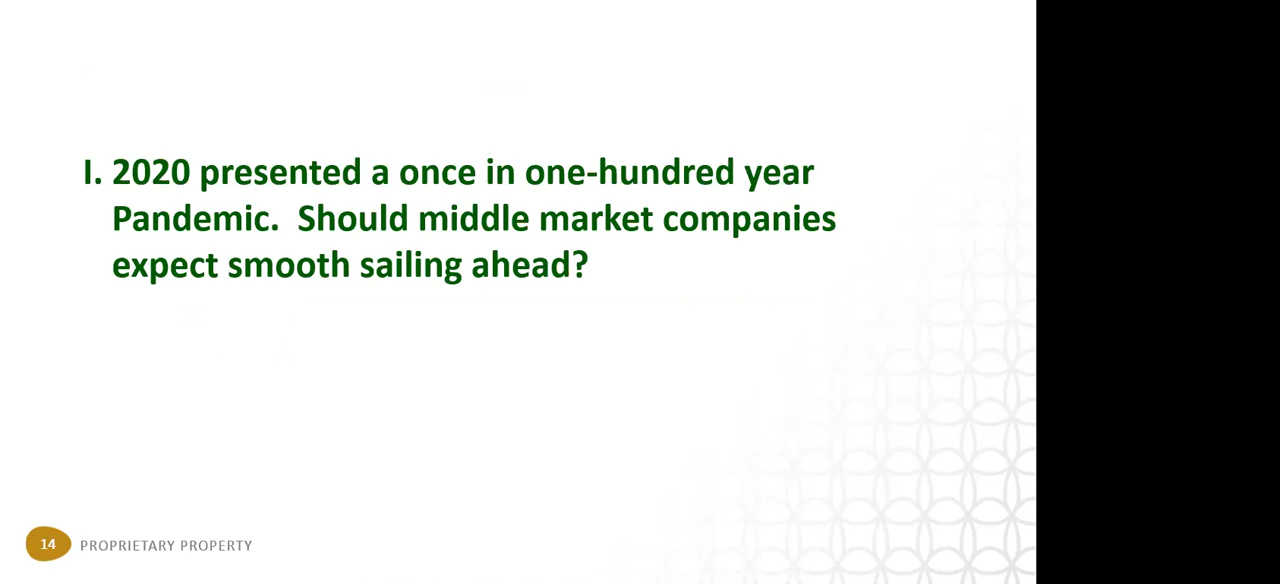 I. 2020 presented a once in one-hundred year
Pandemic.  Should middle market companies
expect smooth sailing ahead?
14 PROPRIETARY PROPERTY